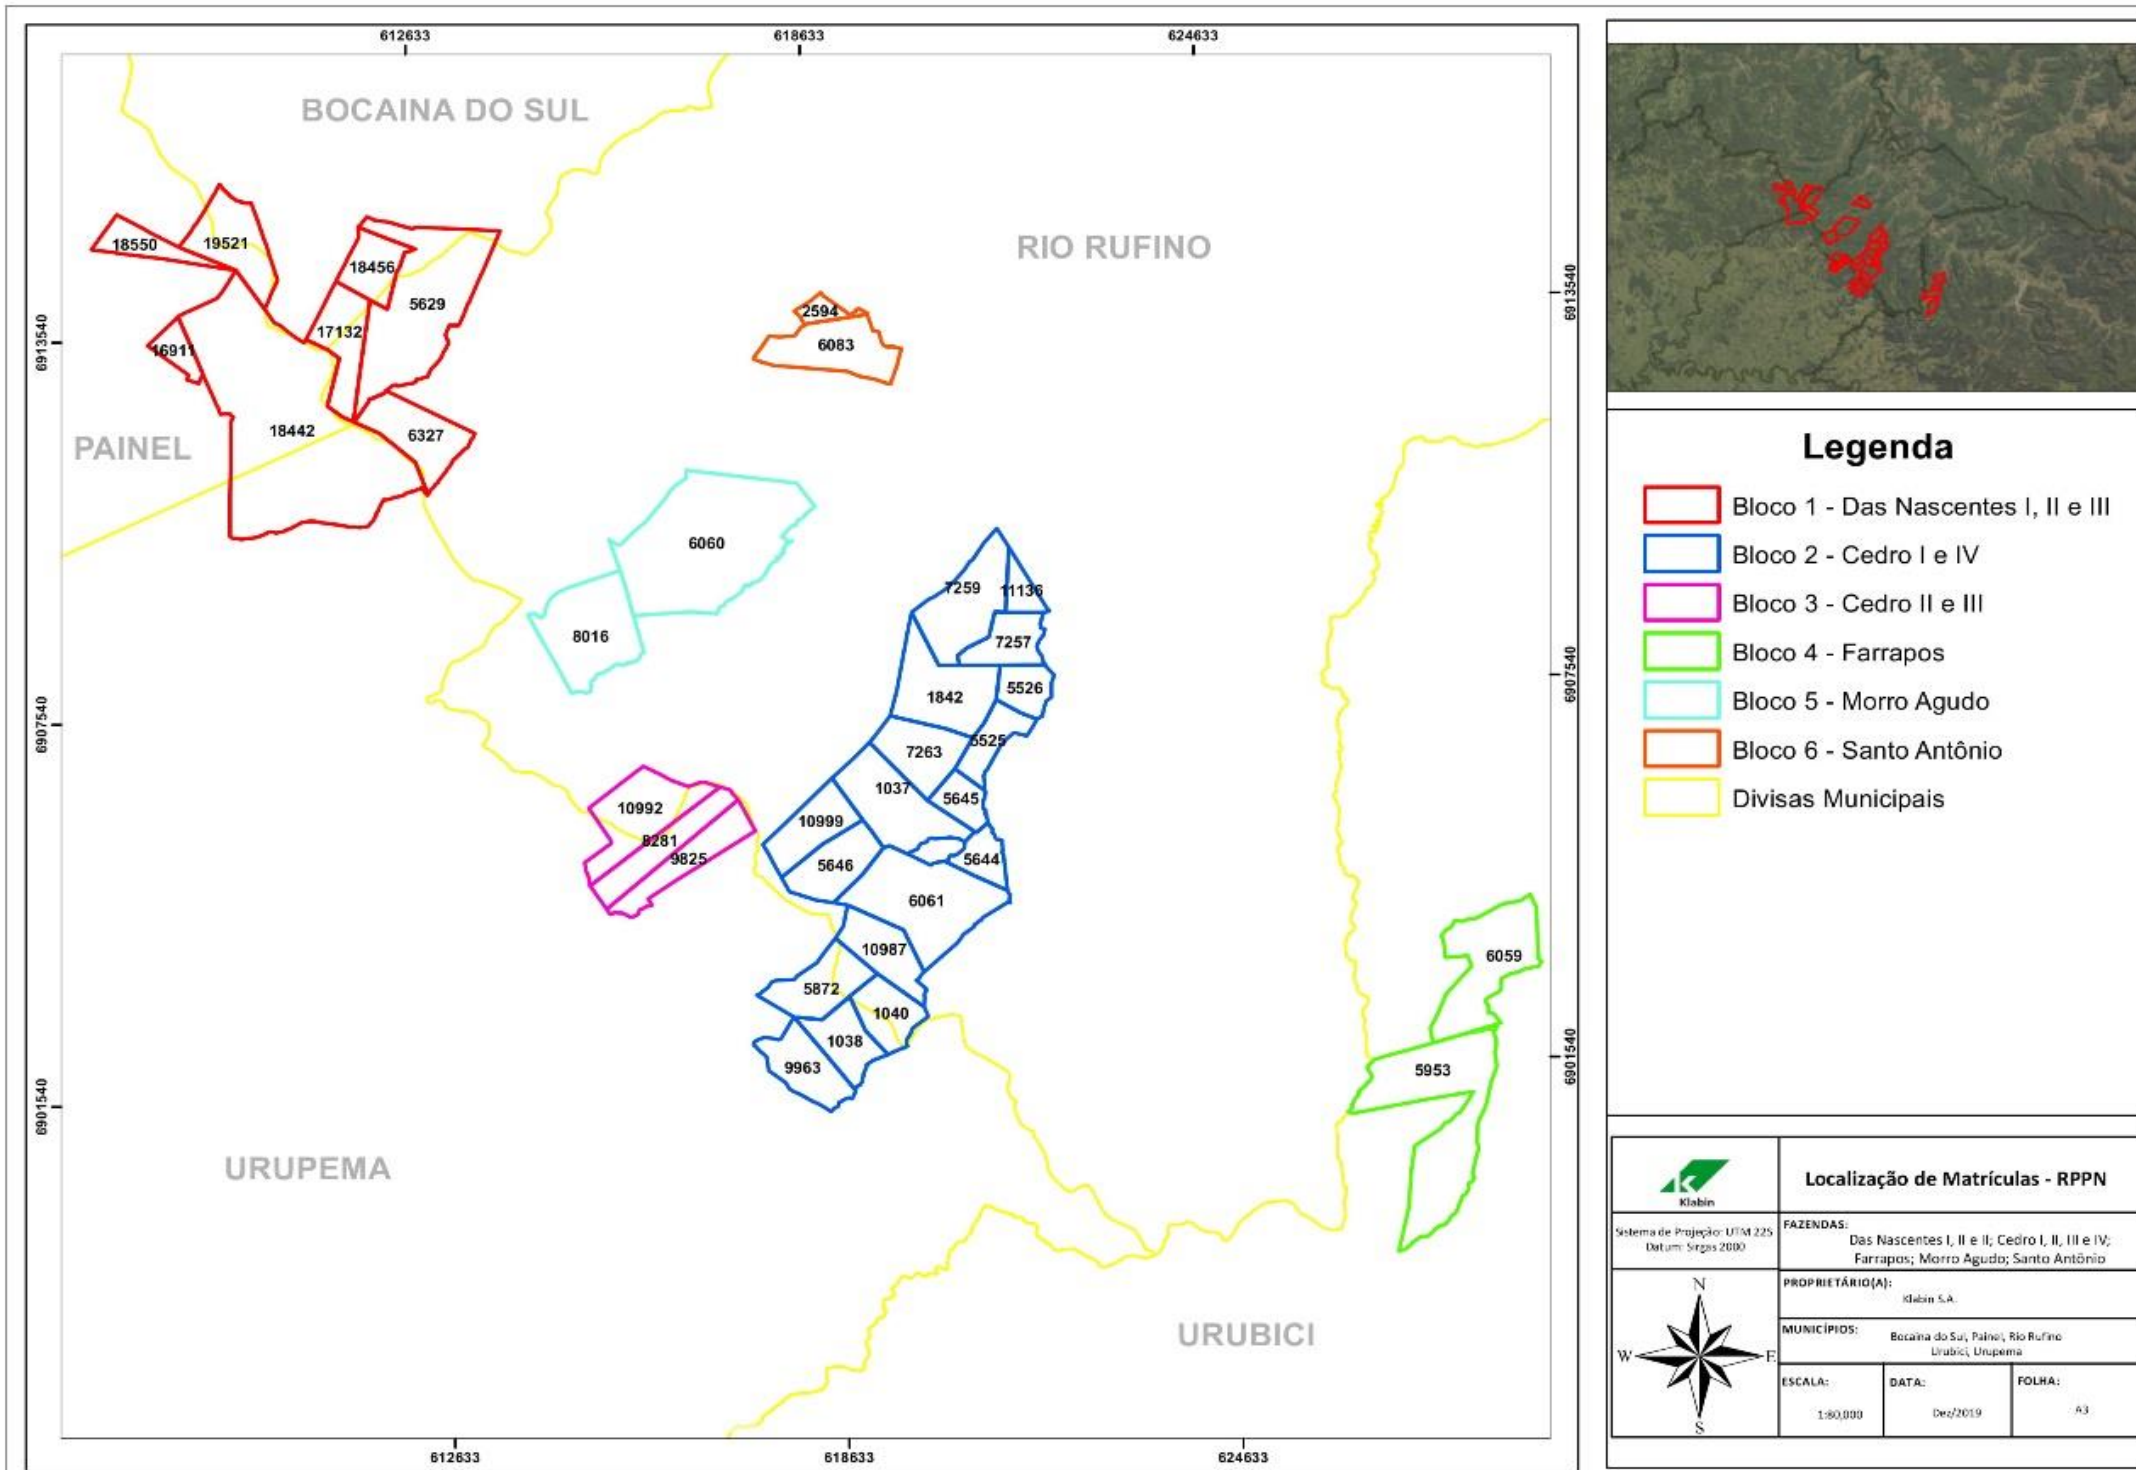 612633
618633
624633
BOCAINA DO SUL
RIO RUFINO
PAINEL
URUPEMA
URUBICI
6913540
6907540
6901540
6913540
6907540
6901540
18550
19521
18456
5629
17132
16911
18442
6327
2594
6083
6060
8016
7259
11136
7257
5526
1842
5525
7263
1037
5645
10999
5646
5644
6061
10987
5872
1040
1038
9963
10992
8281
9825
6059
5953
612633
618633
624633
Legenda
Bloco 1 - Das Nascentes I, II e III
Bloco 2 - Cedro I e IV
Bloco 3 - Cedro II e III
Bloco 4 - Farrapos
Bloco 5 - Morro Agudo
Bloco 6 - Santo Antônio
Divisas Municipais
Klabin
Localização de Matrículas - RPPN
Sistema de Projeção: UTM 22S
Datum: Sirgas 2000
FAZENDAS:
Das Nascentes I, II e II; Cedro I, II, III e IV;
Farrapos; Morro Agudo; Santo Antônio
PROPRIETÁRIO(A):
Klabin S.A.
MUNICÍPIOS:
Bocaina do Sul, Painel, Rio Rufino
Urubici, Urupema
N
W
E
S
ESCALA:
1:80,000
DATA:
Dez/2019
FOLHA:
A3